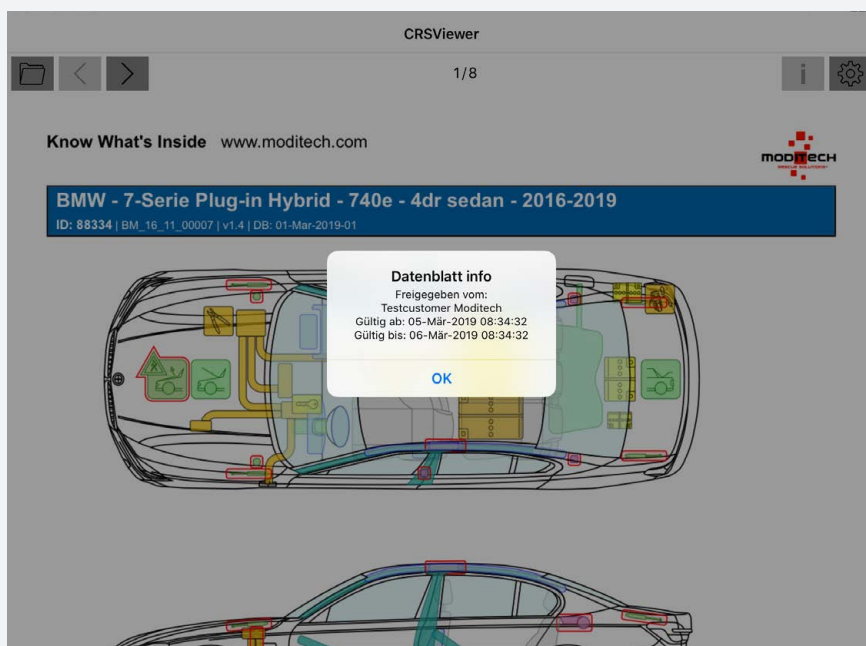 CRSViewer
1/8
i
Know What's Inside www.moditech.com
MODITECH
RESCUE SOLUTIONS
BMW - 7-Serie Plug-in Hybrid - 740e - 4dr sedan - 2016-2019
ID: 88334 | BM_16_11_00007 | v1.4 | DB: 01-Mar-2019-01
Datenblatt info
Freigegeben vom:
Testcustomer Moditech
Gültig ab: 05-Mär-2019 08:34:32
Gültig bis: 06-Mär-2019 08:34:32
OK